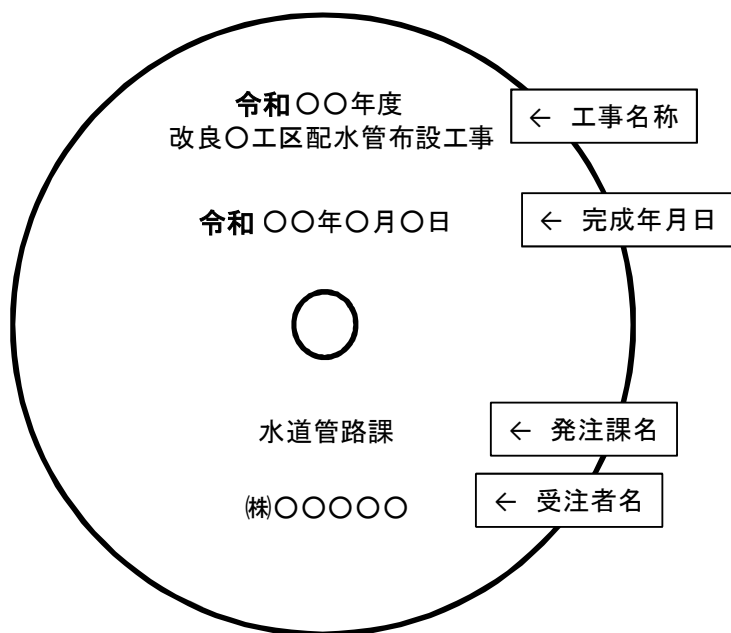 令和〇〇年度
改良〇工区配水管布設工事
← 工事名称
令和 〇〇年〇月〇日
← 完成年月日
水道管路課
← 発注課名
㈱〇〇〇〇〇
← 受注者名